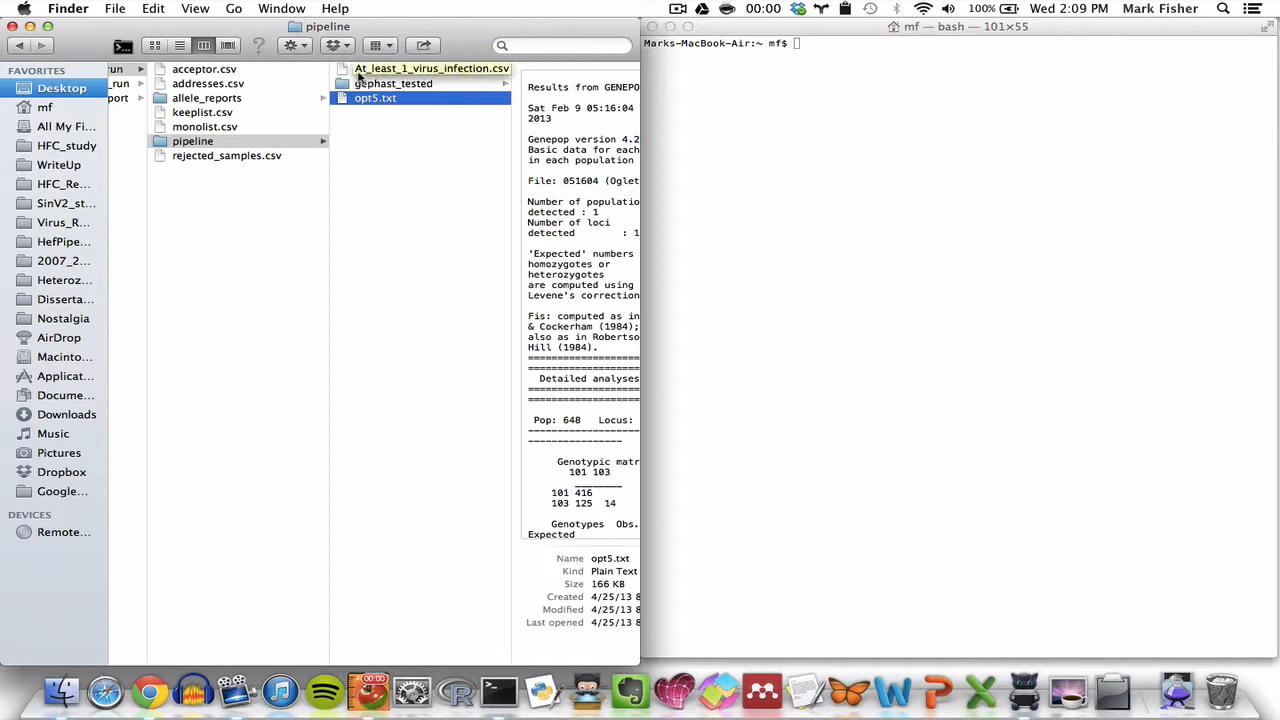 Finder File Edit View Go Window Help 00:00 100% Wed 2:09 PM Mark Fisher
pipeline
FAVORITES
Desktop
mf
All My Fi...
HFC_study
WriteUp
HFC_Re...
SinV2_st...
Virus_R...
HefPipe...
2007_2...
Heteroz...
Disserta...
Nostalgia
AirDrop
Macinto...
Applicat...
Docume...
Downloads
Music
Pictures
Dropbox
Google...
DEVICES
Remote...
run
_run
port
acceptor.csv
addresses.csv
allele_reports
keeplist.csv
monolist.csv
pipeline
rejected_samples.csv
At_least_1_virus_infection.csv
gephast_tested
opt5.txt
Results from GENEPO
Sat Feb 9 05:16:04
2013
Genepop version 4.2
Basic data for each
in each population
File: 051604 (Oglet
Number of populatio
detected : 1
Number of loci
detected : 1
'Expected' numbers
homozygotes or
heterozygotes
are computed using
Levene's correction
Fis: computed as in
& Cockerham (1984);
also as in Robertso
Hill (1984).
===================
===================
Detailed analyses
===================
===================
Pop: 648 Locus:
-------------------
----------------
Genotypic matr
101 103
________
101 416
103 125 14
Genotypes Obs.
Expected
Name opt5.txt
Kind Plain Text
Size 166 KB
Created 4/25/13 8
Modified 4/25/13 8
Last opened 4/25/13 8
mf — bash — 101×55
Marks-MacBook-Air:~ mf$
00:00